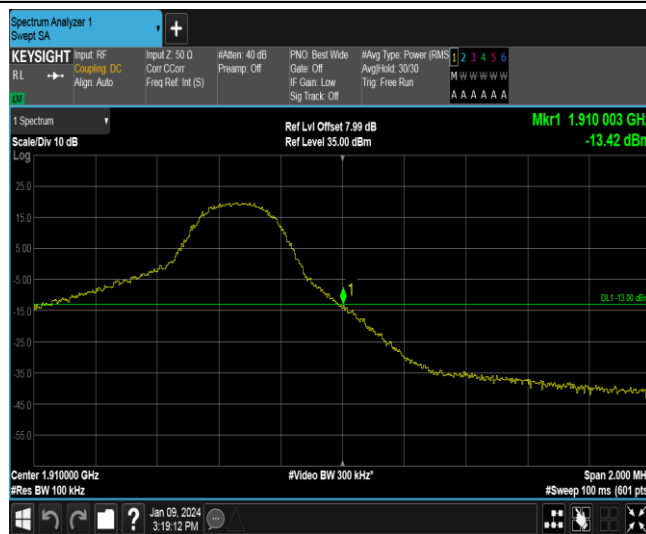 Spectrum Analyzer 1
Swept SA
KEYSIGHT
RL
LXI
Input: RF
Coupling: DC
Align: Auto
Input Z: 50 Ω
Corr CCorr
Freq Ref: Int (S)
#Atten: 40 dB
Preamp: Off
PNO: Best Wide
Gate: Off
IF Gain: Low
Sig Track: Off
#Avg Type: Power (RMS
Avg|Hold: 30/30
Trig: Free Run
1 2 3 4 5 6
M W W W W W
A A A A A A
1 Spectrum
Scale/Div 10 dB
Log
Ref Lvl Offset 7.99 dB
Ref Level 35.00 dBm
Mkr1 1.910 003 GHz
-13.42 dBm
25.0
15.0
5.00
-5.00
1
DL1 -13.00 dBm
-15.0
-25.0
-35.0
-45.0
-55.0
Center 1.910000 GHz
#Video BW 300 kHz*
Span 2.000 MH
#Res BW 100 kHz
#Sweep 100 ms (601 pts
?
Jan 09, 2024
3:19:12 PM